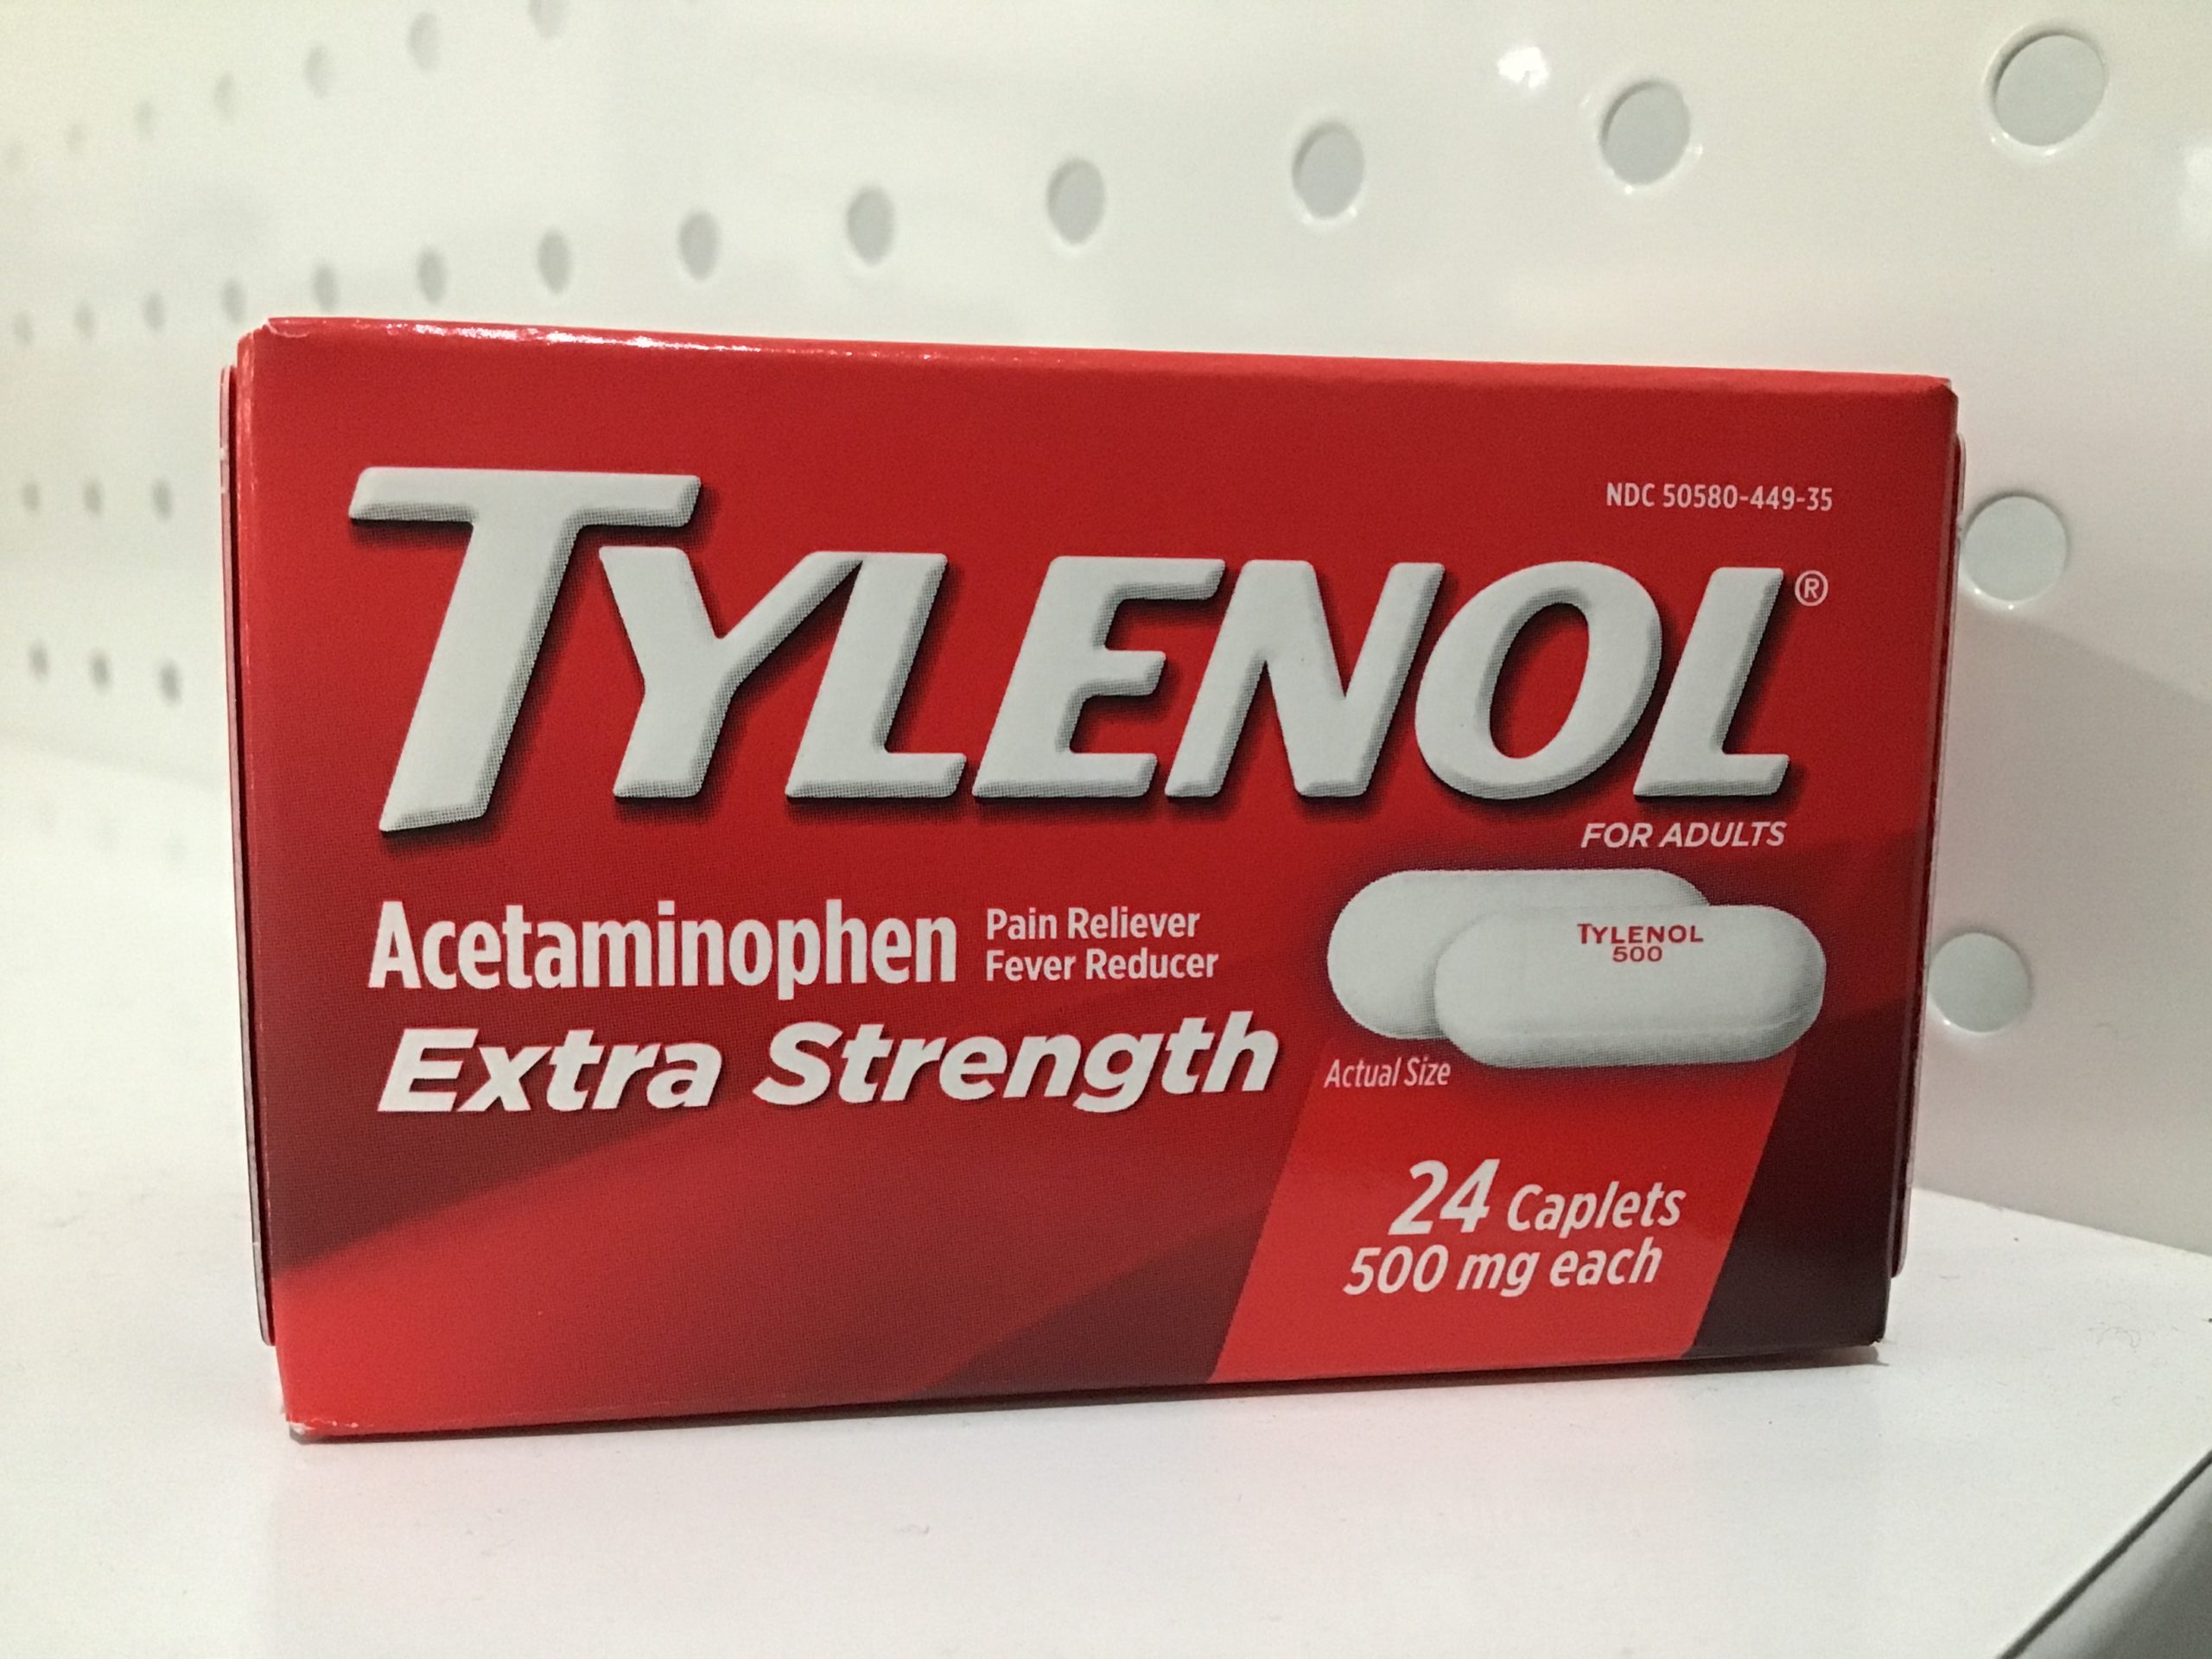 NDC 50580-449-35
TYLENOL®
FOR ADULTS
Acetaminophen
Pain Reliever
Fever Reducer
Extra Strength
TYLENOL
500
Actual Size
24 Caplets
500 mg each